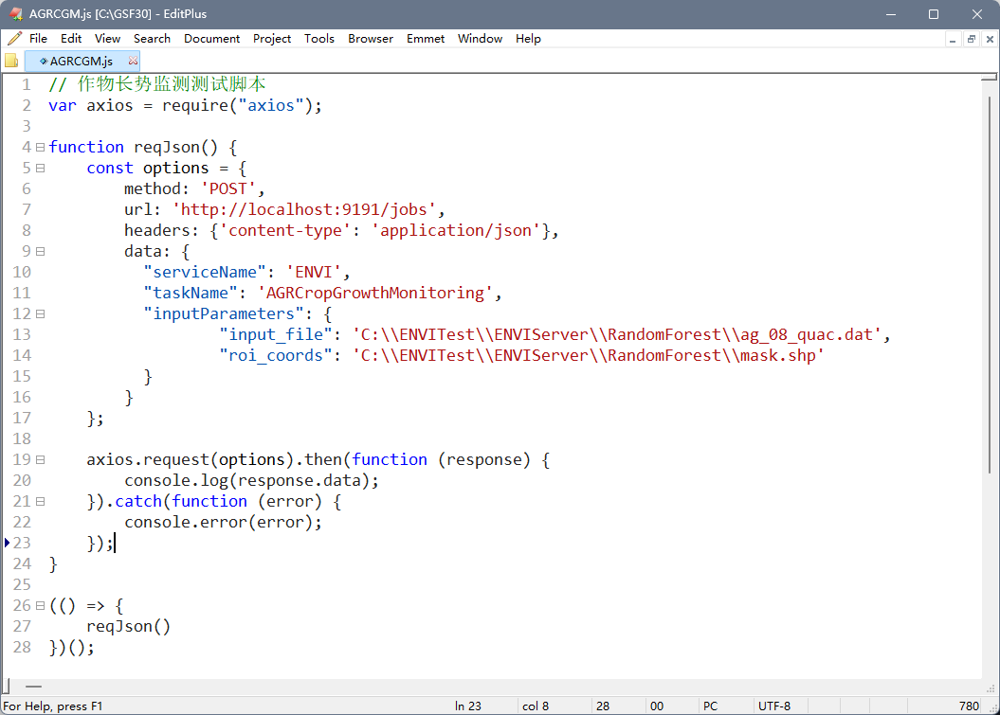 AGRCGM.js [C:\GSF30] - EditPlus
File Edit View Search Document Project Tools Browser Emmet Window Help
AGRCGM.js
1 // 作物长势监测测试脚本
2 var axios = require("axios");
3
4 function reqJson() {
5     const options = {
6         method: 'POST',
7         url: 'http://localhost:9191/jobs',
8         headers: {'content-type': 'application/json'},
9         data: {
10           "serviceName": 'ENVI',
11           "taskName": 'AGRCropGrowthMonitoring',
12           "inputParameters": {
13                   "input_file": 'C:\\ENVITest\\ENVIServer\\RandomForest\\ag_08_quac.dat',
14                   "roi_coords": 'C:\\ENVITest\\ENVIServer\\RandomForest\\mask.shp'
15           }
16         }
17     };
18
19     axios.request(options).then(function (response) {
20         console.log(response.data);
21     }).catch(function (error) {
22         console.error(error);
23     });
24 }
25
26 (() => {
27     reqJson()
28 })();
For Help, press F1 ln 23 col 8 28 00 PC UTF-8 780